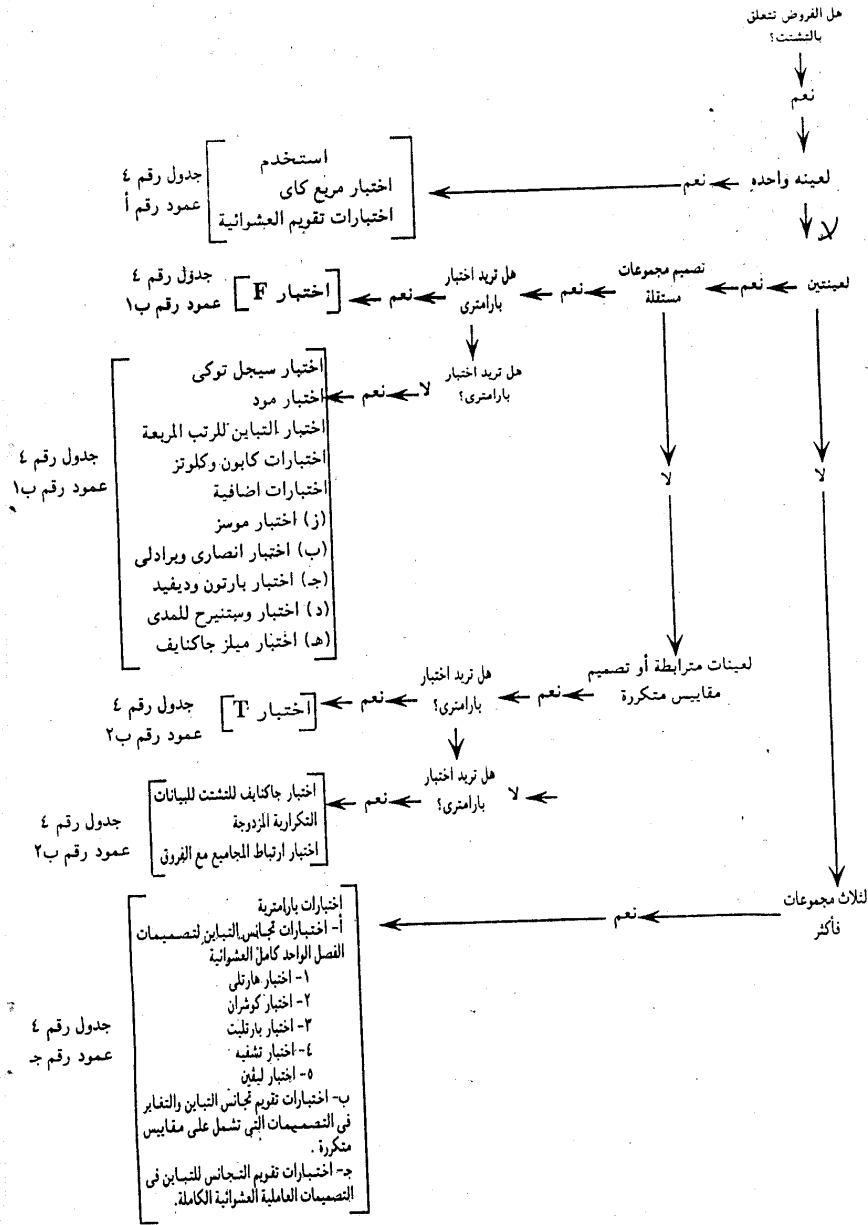 هل الفروض تتعلق
بالتشتت؟
نعم
لعينه واحده
نعم
استخدم
اختبار مربع كاى
اختبارات تقويم العشوائية
جدول رقم ٤
عمود رقم أ
لا
لعينتين
نعم
تصميم مجموعات
مستقلة
نعم
هل تريد اختبار
بارامترى
نعم
اختبار F
جدول رقم ٤
عمود رقم ب١
هل تريد اختبار
بارامترى؟
لا
نعم
اختبار سيجل توكى
اختبار مود
اختبار التباين للرتب المربعة
اختبارات كابون وكلوتز
اختبارات اضافية
(ز) اختبار موسز
(ب) اختبار انصارى وبرادلى
(جـ) اختبار بارتون وديفيد
(د) اختبار وستنبرح للمدى
(هـ) اختبار ميلز جاكنايف
جدول رقم ٤
عمود رقم ب١
لا
لا
لعينات مترابطة أو تصميم
مقاييس متكررة
نعم
هل تريد اختبار
بارامترى؟
نعم
اختبار T
جدول رقم ٤
عمود رقم ب٢
هل تريد اختبار
بارامترى؟
لا
نعم
اختبار جاكنايف للتشتت للبيانات
التكرارية المزدوجة
اختبار ارتباط المجاميع مع الفروق
جدول رقم ٤
عمود رقم ب٢
لثلاث مجموعات
فأكثر
نعم
إختبارات بارامترية
أ- اختبارات تجانس التباين لتصميمات
الفصل الواحد كامل العشوائية
١- اختبار هارتلى
٢- اختبار كوشران
٣- اختبار بارتليت
٤- اختبار تشفيه
٥- اختبار ليڤين
ب- اختبارات تقويم تجانس التباين والتغاير
فى التصميمات التي تشمل على مقاييس
متكررة .
جـ- اختبارات تقويم التجانس للتباين فى
التصميمات العاملية العشوائية الكاملة.
جدول رقم ٤
عمود رقم جـ